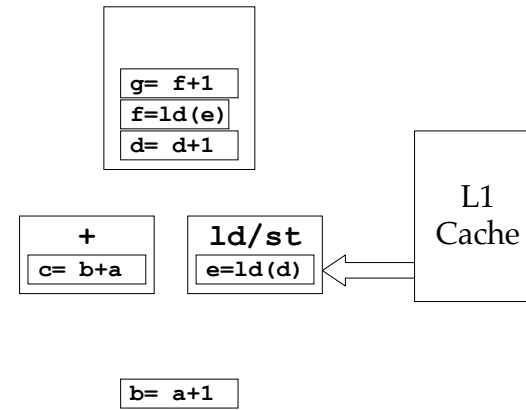 g= f+1
f=ld(e)
d= d+1
L1
Cache
+
c= b+a
ld/st
e=ld(d)
b= a+1